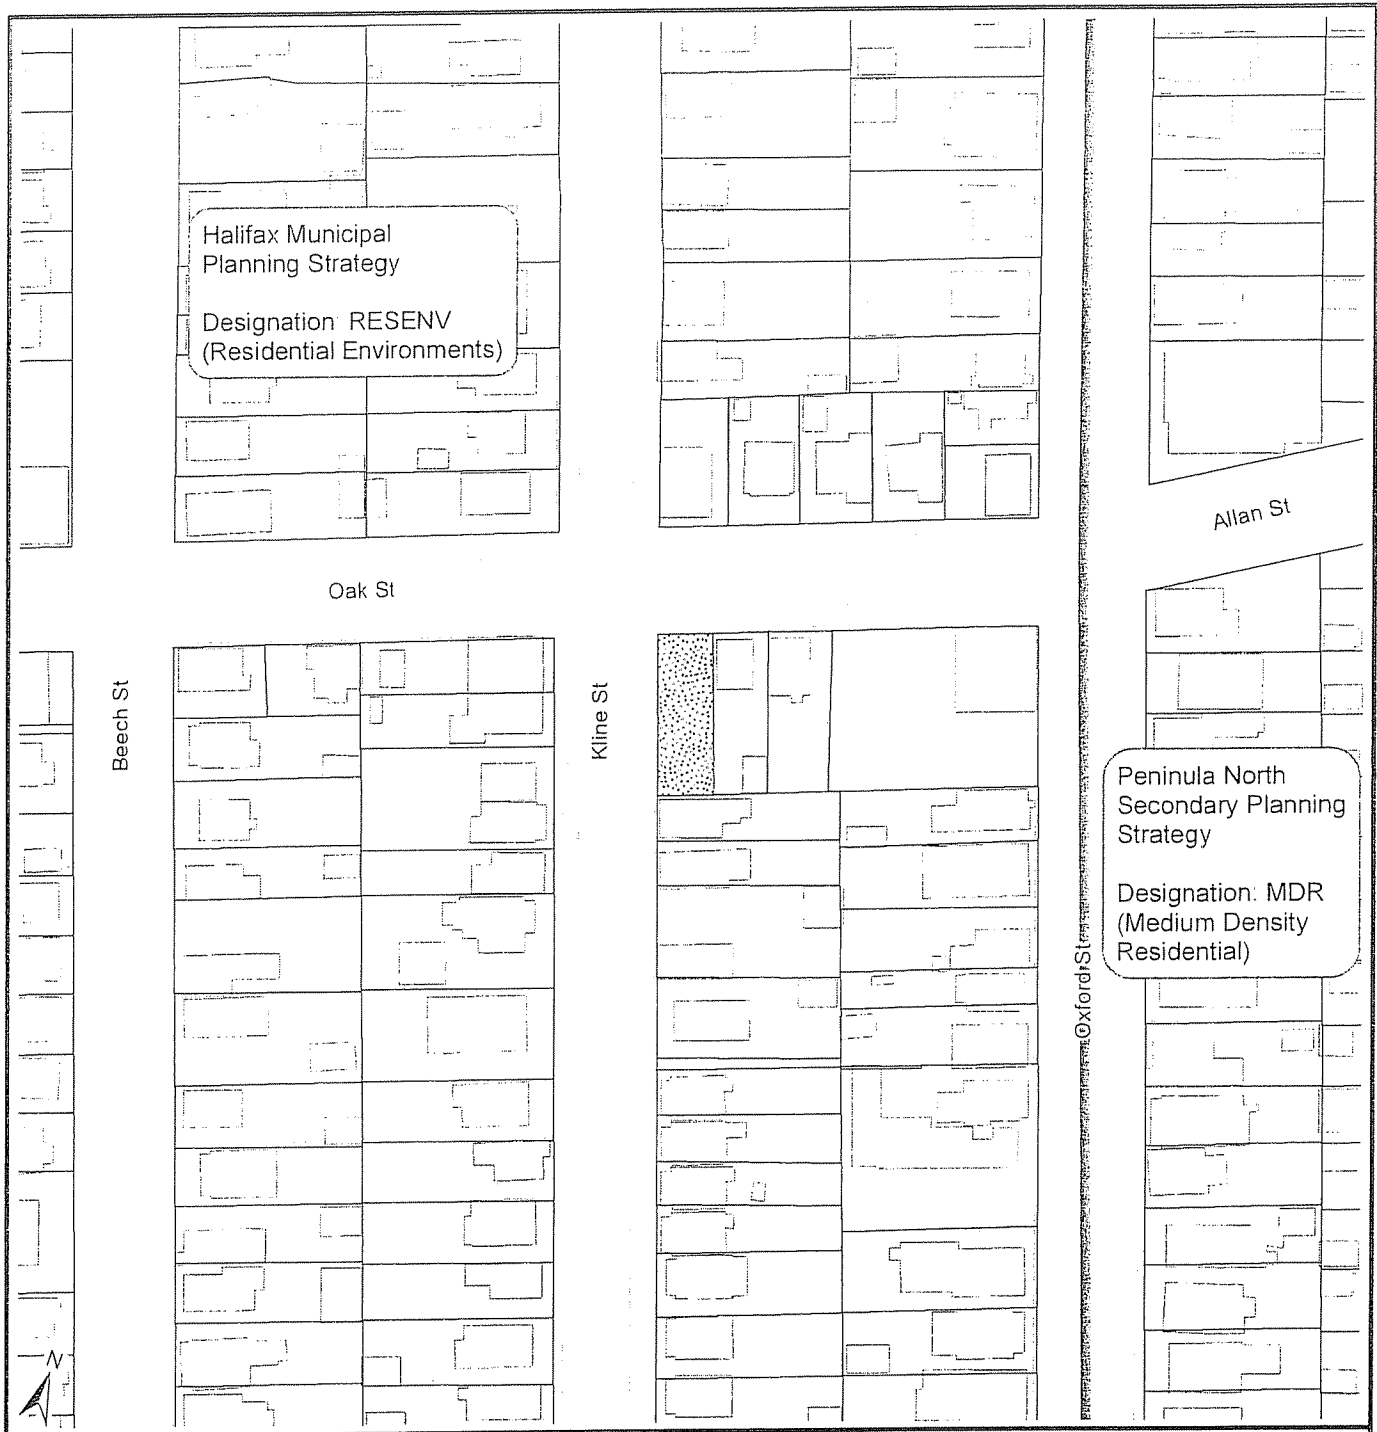 Halifax Municipal
Planning Strategy
Designation: RESENV
(Residential Environments)
Allan St
Oak St
Beech St
Kline St
Oxford St
Peninula North
Secondary Planning
Strategy
Designation: MDR
(Medium Density
Residential)
N